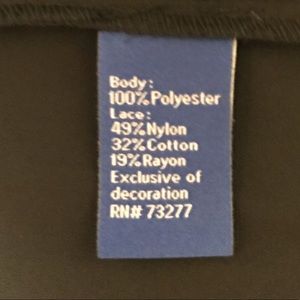 Body:
100%Polyester
Lace:
49%Nylon
32%Cotton
19%Rayon
Exclusive of
decoration
RN# 73277